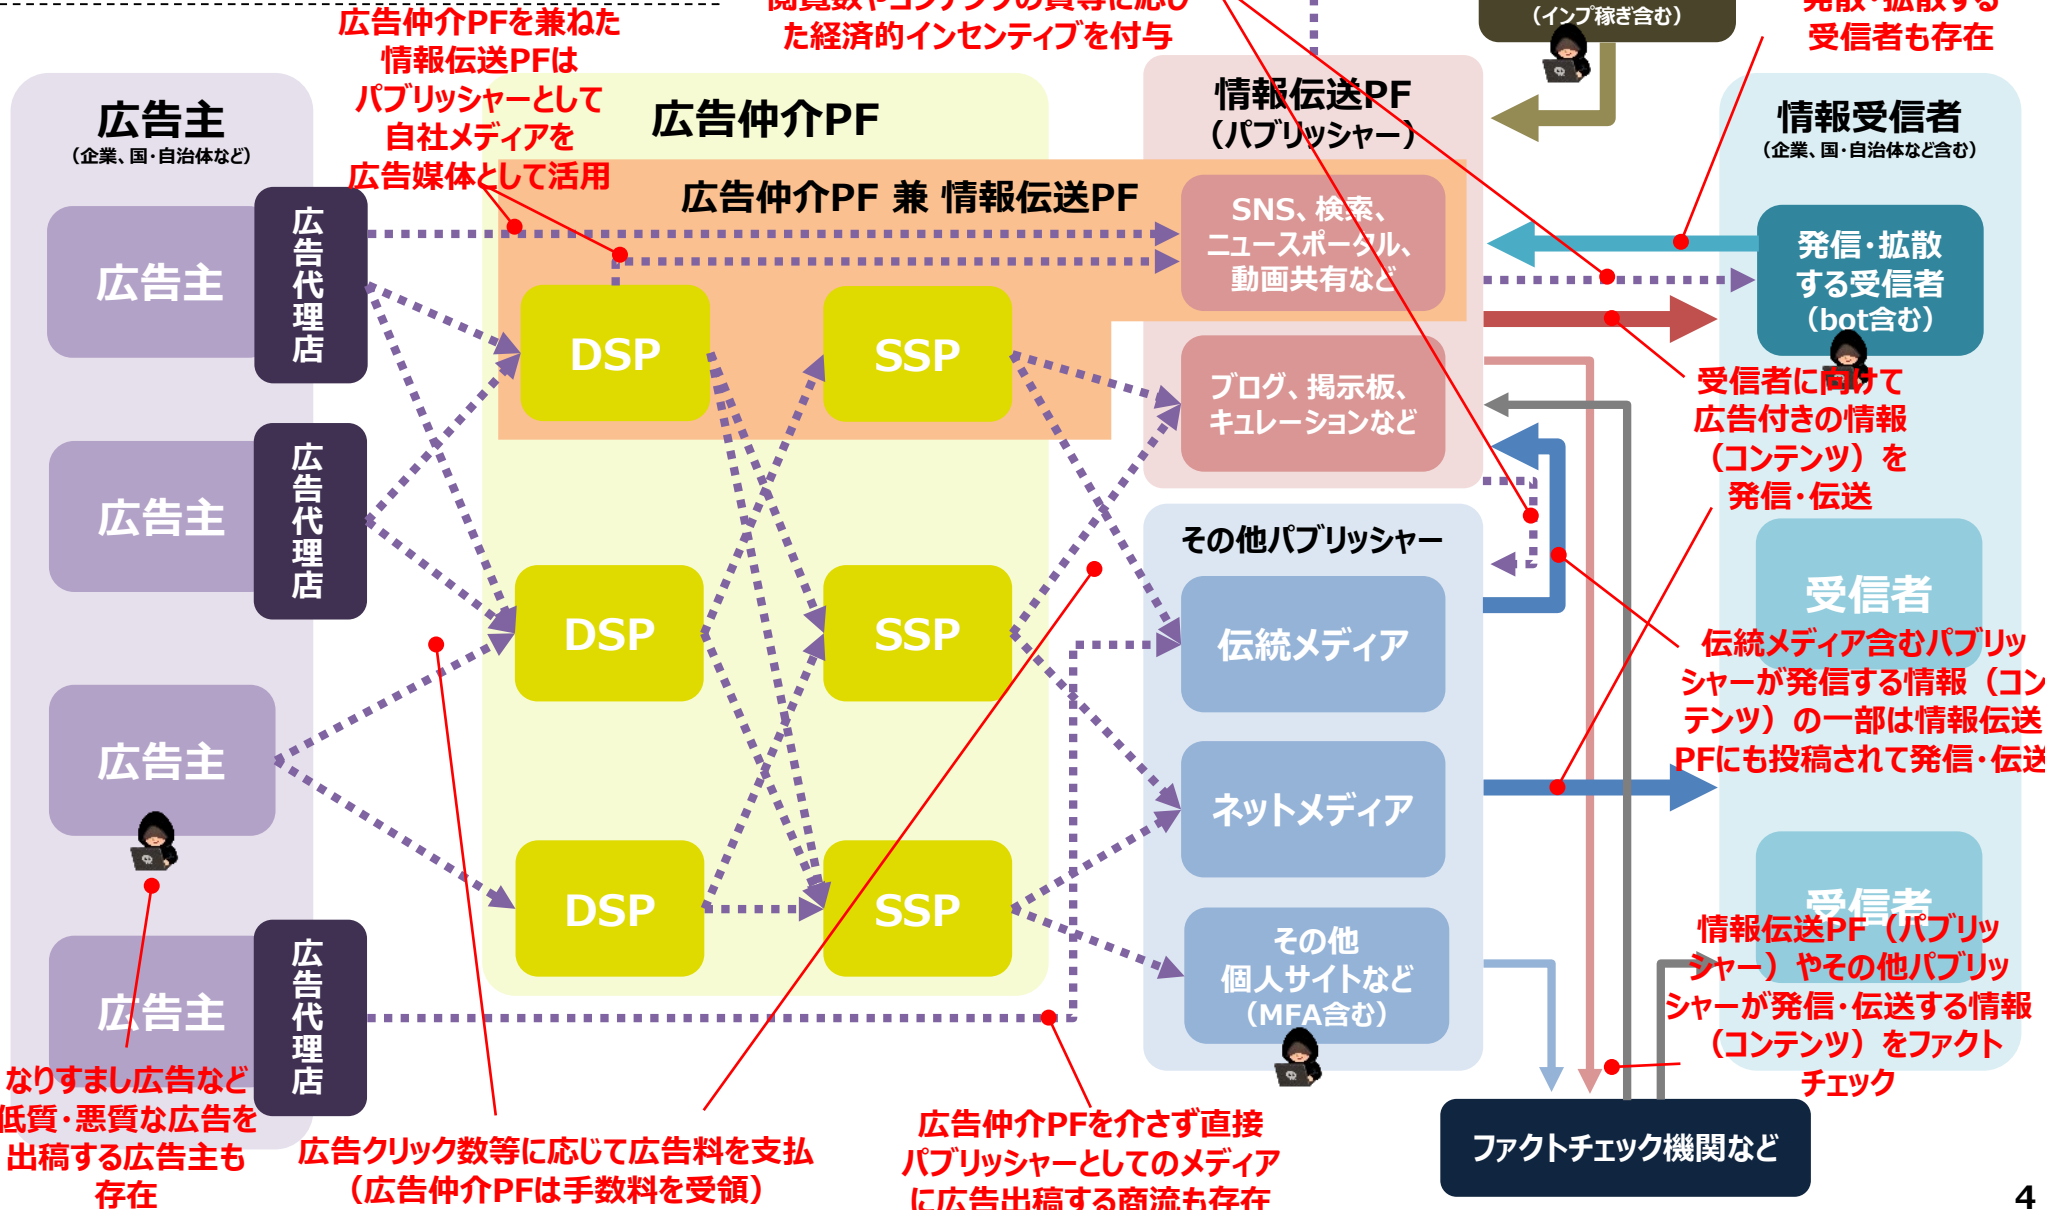 広告仲介PFを兼ねた
情報伝送PFは
パブリッシャーとして
自社メディアを
広告媒体として活用
閲覧数やコンテンツの質等に応じ
た経済的インセンティブを付与
（インプ稼ぎ含む）
発散・拡散する
受信者も存在
広告主
（企業、国・自治体など）
広告仲介PF
情報伝送PF
（パブリッシャー）
情報受信者
（企業、国・自治体など含む）
広告仲介PF 兼 情報伝送PF
広告主
広告代理店
広告主
広告代理店
広告主
広告主
広告代理店
DSP
SSP
DSP
SSP
DSP
SSP
SNS、検索、
ニュースポータル、
動画共有など
ブログ、掲示板、
キュレーションなど
その他パブリッシャー
伝統メディア
ネットメディア
その他
個人サイトなど
（MFA含む）
発信・拡散
する受信者
（bot含む）
受信者に向けて
広告付きの情報
（コンテンツ）を
発信・伝送
受信者
伝統メディア含むパブリッ
シャーが発信する情報（コン
テンツ）の一部は情報伝送
PFにも投稿されて発信・伝送
受信者
情報伝送PF（パブリッ
シャー）やその他パブリッ
シャーが発信・伝送する情報
（コンテンツ）をファクト
チェック
なりすまし広告など
低質・悪質な広告を
出稿する広告主も
存在
広告クリック数等に応じて広告料を支払
（広告仲介PFは手数料を受領）
広告仲介PFを介さず直接
パブリッシャーとしてのメディア
に広告出稿する商流も存在
ファクトチェック機関など
4